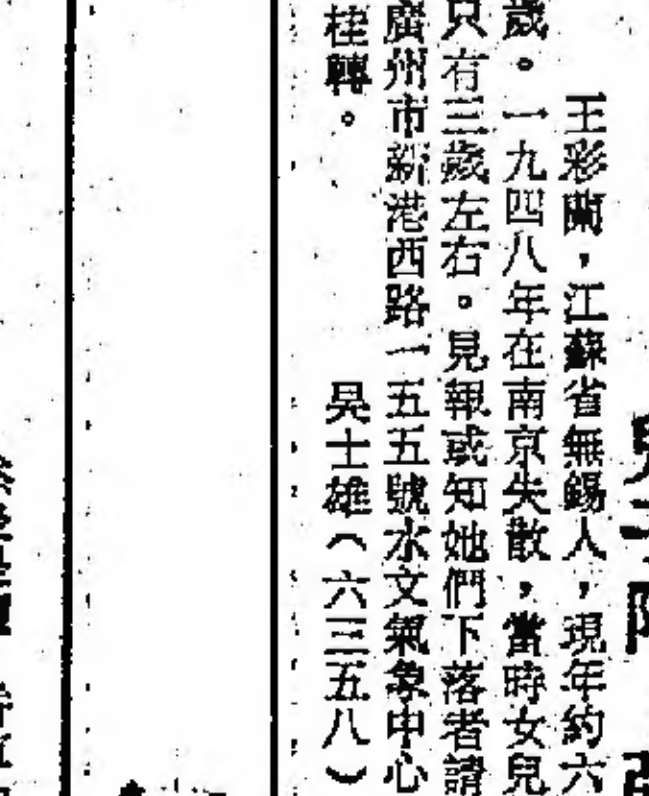 王彩蘭，江蘇省無錫人，現年約六
歲。一九四八年在南京失散，當時女兒
只有三歲左右。見報或知她們下落者請
廣州市新港西路一五五號水文氣象中心
桂轉。
吳士雄（六三五八）